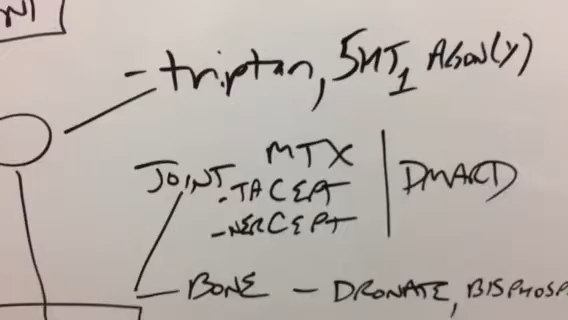 -triptan, 5HT1 Agon(y)
JOINT MTX
-TACEPT
-NERCEPT
DMARD
BONE - DRONATE, BISPHOSP